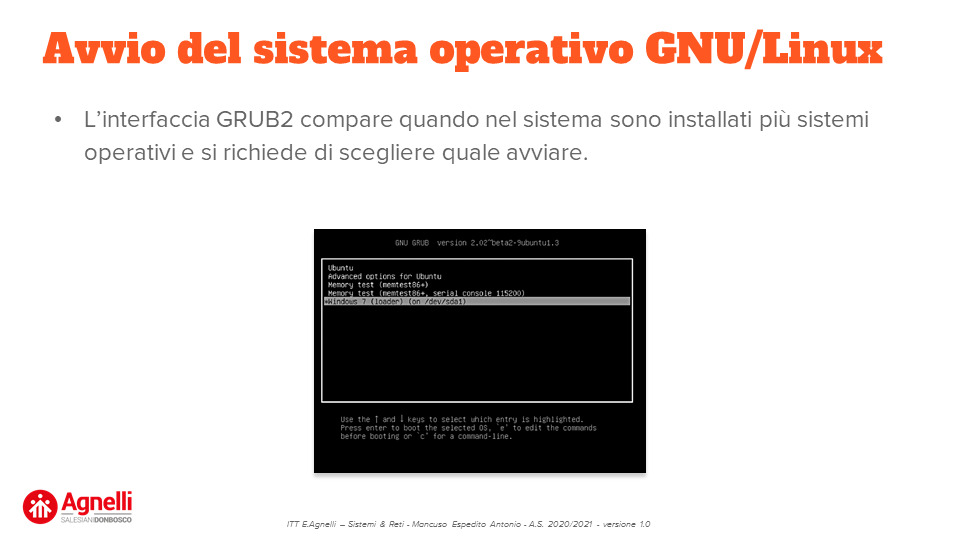 Avvio del sistema operativo GNU/Linux
• L’interfaccia GRUB2 compare quando nel sistema sono installati più sistemi
operativi e si richiede di scegliere quale avviare.
GNU GRUB version 2.02~beta2-9ubuntu1.3
Ubuntu
Advanced options for Ubuntu
Memory test (memtest86+)
Memory test (memtest86+, serial console 115200)
*Windows 7 (loader) (on /dev/sda1)
Use the ↑ and ↓ keys to select which entry is highlighted.
Press enter to boot the selected OS, `e' to edit the commands
before booting or `c' for a command-line.
Agnelli
SALESIANIDONBOSCO
ITT E.Agnelli – Sistemi & Reti - Mancuso Espedito Antonio - A.S. 2020/2021 - versione 1.0